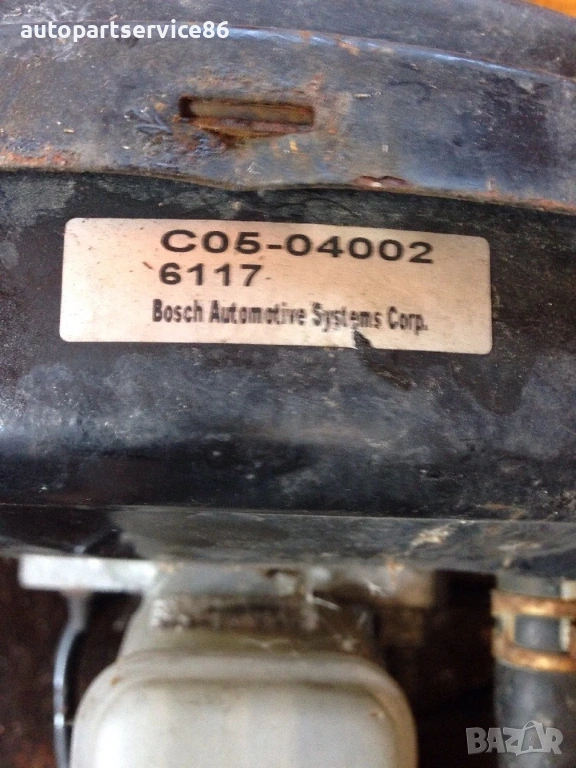 autopartservice86
C05-04002
6117
Bosch Automotive Systems Corp.
BAZAR